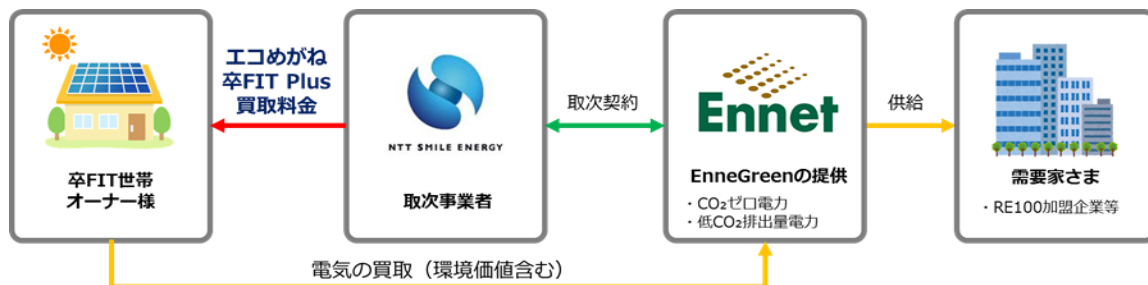 エコめがね
卒FIT Plus
買取料金
卒FIT世帯
オーナー様
NTT SMILE ENERGY
取次事業者
取次契約
Ennet
EnneGreenの提供
・CO₂ゼロ電力
・低CO₂排出量電力
供給
需要家さま
・RE100加盟企業等
電気の買取（環境価値含む）